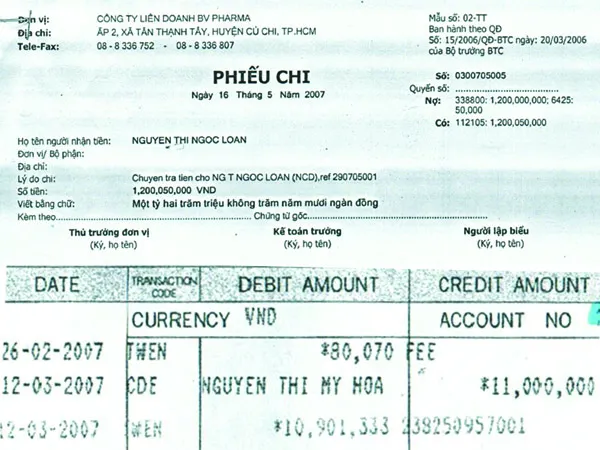 Đơn vị: CÔNG TY LIÊN DOANH BV PHARMA
Địa chỉ: ẤP 2, XÃ TÂN THẠNH TÂY, HUYỆN CỦ CHI, TP.HCM
Tele-Fax: 08 - 8 336 752 - 08 - 8 336 807
Mẫu số: 02-TT
Ban hành theo QĐ
Số: 15/2006/QĐ-BTC ngày: 20/03/2006
của Bộ trưởng BTC
PHIẾU CHI
Ngày 16 Tháng 5 Năm 2007
Số: 0300705005
Quyển số:
Nợ: 338800: 1,200,000,000; 6425:
50,000
Có: 112105: 1,200,050,000
Họ tên người nhận tiền: NGUYEN THI NGOC LOAN
Đơn vị/ Bộ phận:
Địa chỉ:
Lý do chi: Chuyen tra tien cho NG T NGOC LOAN (NCD),ref 290705001
Số tiền: 1,200,050,000 VND
Viết bằng chữ: Một tỷ hai trăm triệu không trăm năm mươi ngàn đồng
Kèm theo Chứng từ gốc
Thủ trưởng đơn vị Kế toán trưởng Người lập biểu
(Ký, họ tên) (Ký, họ tên) (Ký, họ tên)
DATE TRANSACTION CODE DEBIT AMOUNT CREDIT AMOUNT
CURRENCY VND ACCOUNT NO
26-02-2007 *80,070 FEE
12-03-2007 CDE NGUYEN THI MY HOA *11,000,000
12-03-2007 *10,901,333 238250957001